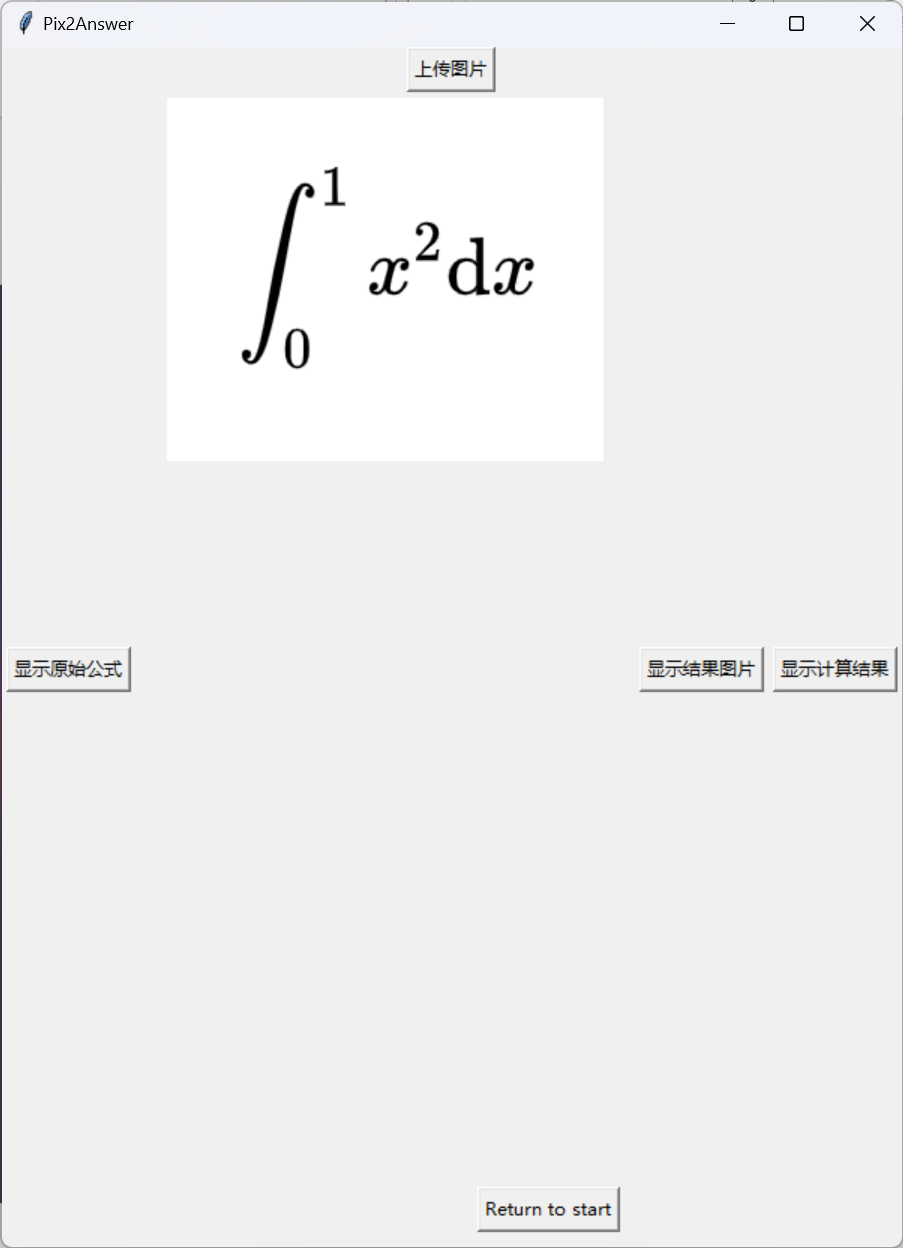 Pix2Answer
上传图片
∫₀¹ x²dx
显示原始公式 显示结果图片 显示计算结果
Return to start